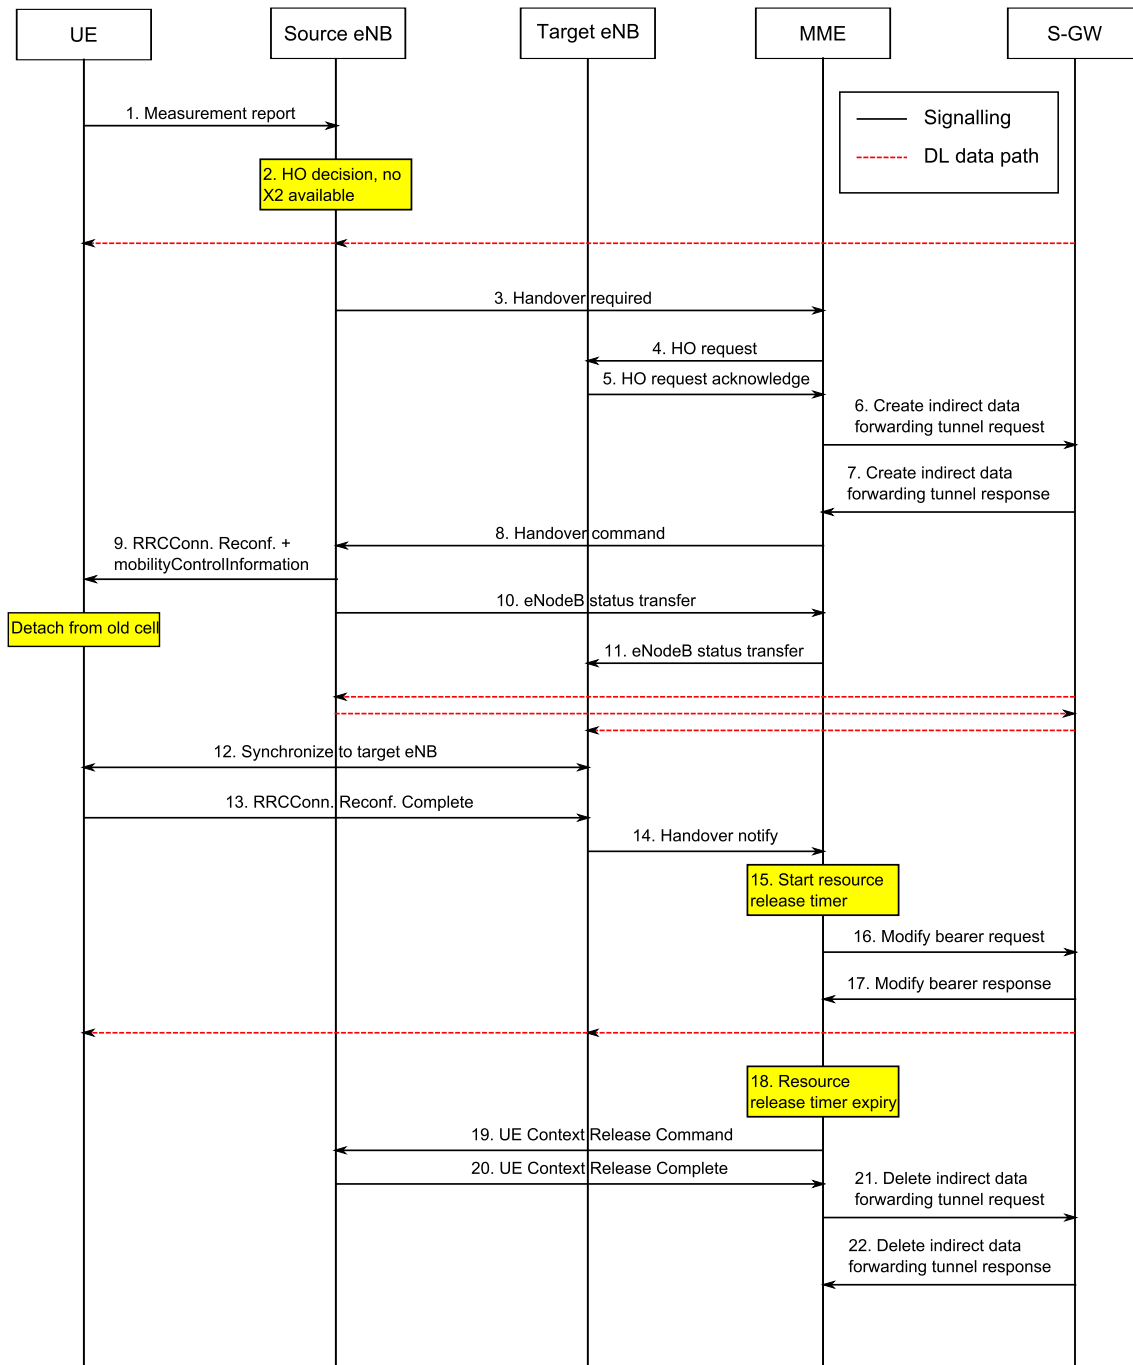 UE
Source eNB
Target eNB
MME
S-GW
Signalling
DL data path
1. Measurement report
2. HO decision, no
X2 available
3. Handover required
4. HO request
5. HO request acknowledge
6. Create indirect data
forwarding tunnel request
7. Create indirect data
forwarding tunnel response
8. Handover command
9. RRCConn. Reconf. +
mobilityControlInformation
10. eNodeB status transfer
Detach from old cell
11. eNodeB status transfer
12. Synchronize to target eNB
13. RRCConn. Reconf. Complete
14. Handover notify
15. Start resource
release timer
16. Modify bearer request
17. Modify bearer response
18. Resource
release timer expiry
19. UE Context Release Command
20. UE Context Release Complete
21. Delete indirect data
forwarding tunnel request
22. Delete indirect data
forwarding tunnel response